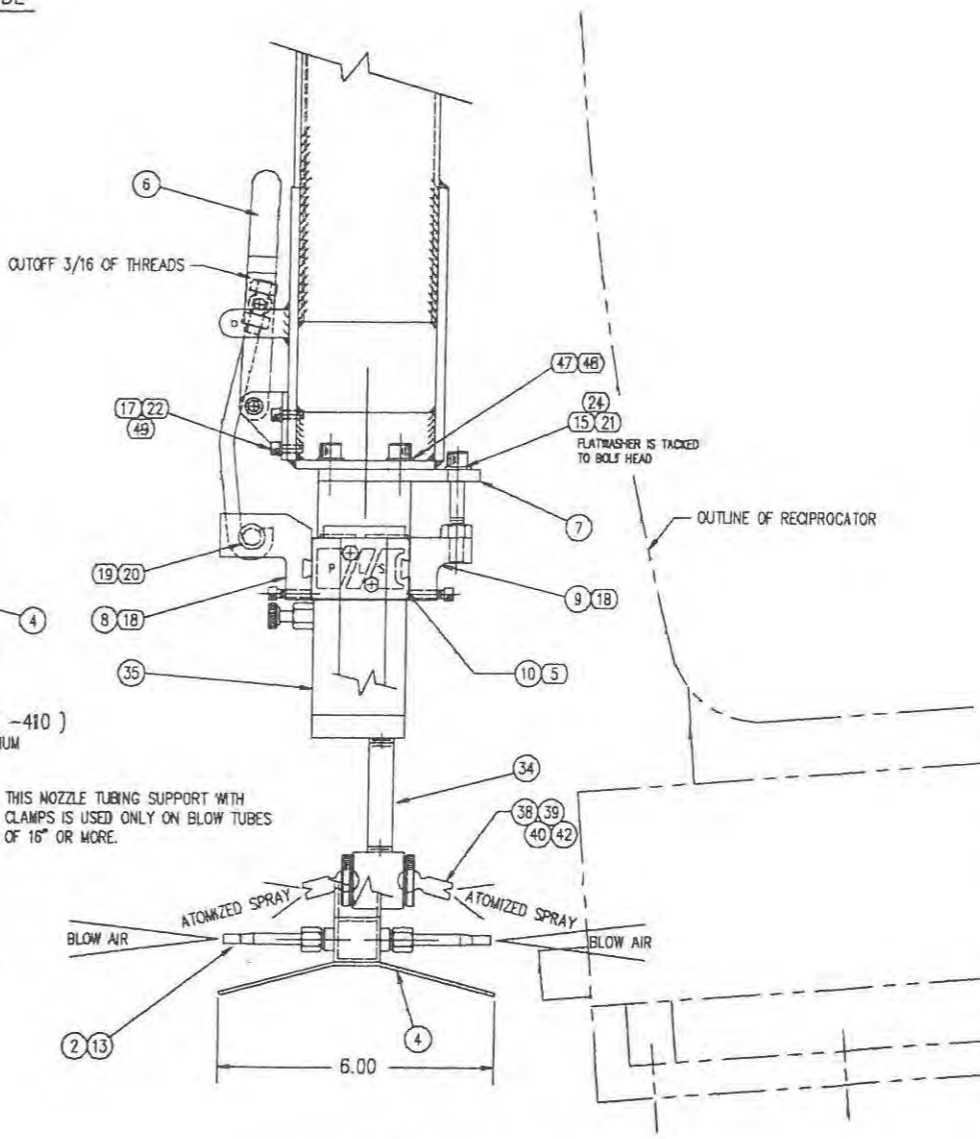 6
CUTOFF 3/16 OF THREADS
47 48
24
17 22
15 21
49
FLATWASHER IS TACKED
TO BOLT HEAD
7
OUTLINE OF RECIPROCATOR
P L S
19 20
4
8 18
9 18
35
10 5
-410 )
34
THIS NOZZLE TUBING SUPPORT WITH
CLAMPS IS USED ONLY ON BLOW TUBES
OF 16" OR MORE.
38 39
40 42
ATOMIZED SPRAY
ATOMIZED SPRAY
BLOW AIR
BLOW AIR
2 13
4
6.00